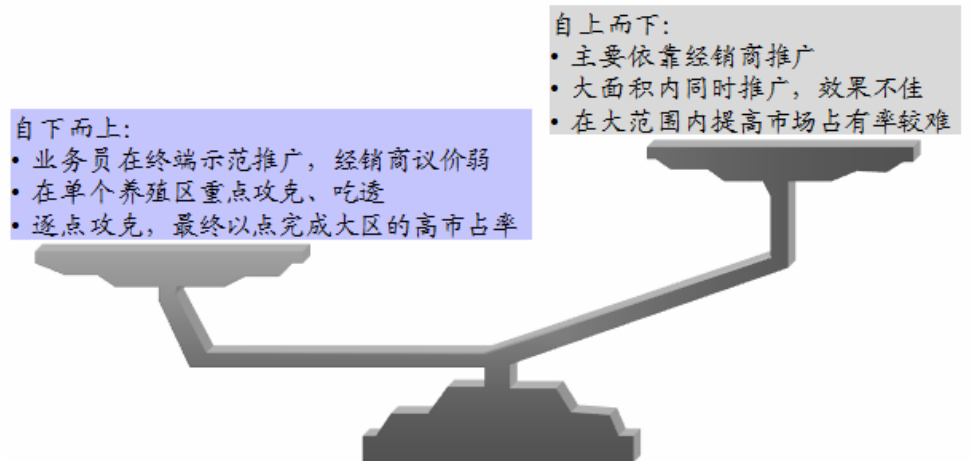 自下而上：
• 业务员在终端示范推广，经销商议价弱
• 在单个养殖区重点攻克、吃透
• 逐点攻克，最终以点完成大区的高市占率
自上而下：
• 主要依靠经销商推广
• 大面积内同时推广，效果不佳
• 在大范围内提高市场占有率较难